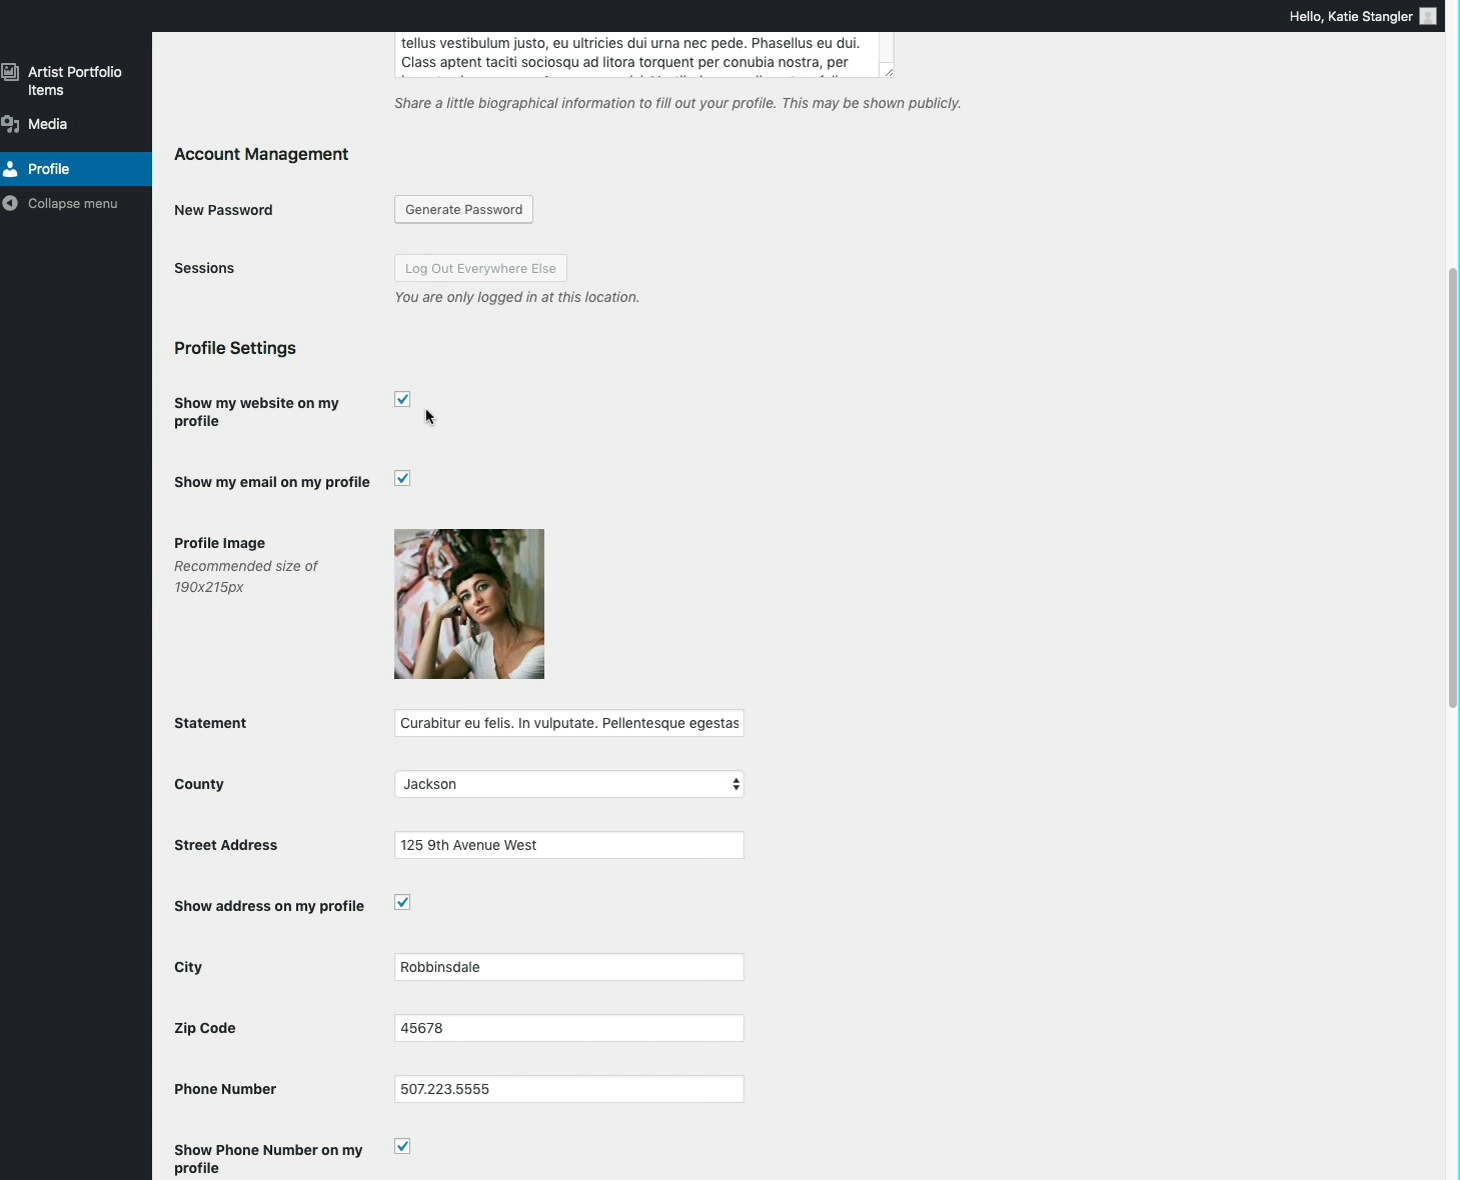 Hello, Katie Stangler
Artist Portfolio
Items
Media
Profile
Collapse menu
tellus vestibulum justo, eu ultricies dui urna nec pede. Phasellus eu dui.
Class aptent taciti sociosqu ad litora torquent per conubia nostra, per
Share a little biographical information to fill out your profile. This may be shown publicly.
Account Management
New Password
Generate Password
Sessions
Log Out Everywhere Else
You are only logged in at this location.
Profile Settings
Show my website on my
profile
Show my email on my profile
Profile Image
Recommended size of
190x215px
Statement
Curabitur eu felis. In vulputate. Pellentesque egestas
County
Jackson
Street Address
125 9th Avenue West
Show address on my profile
City
Robbinsdale
Zip Code
45678
Phone Number
507.223.5555
Show Phone Number on my
profile